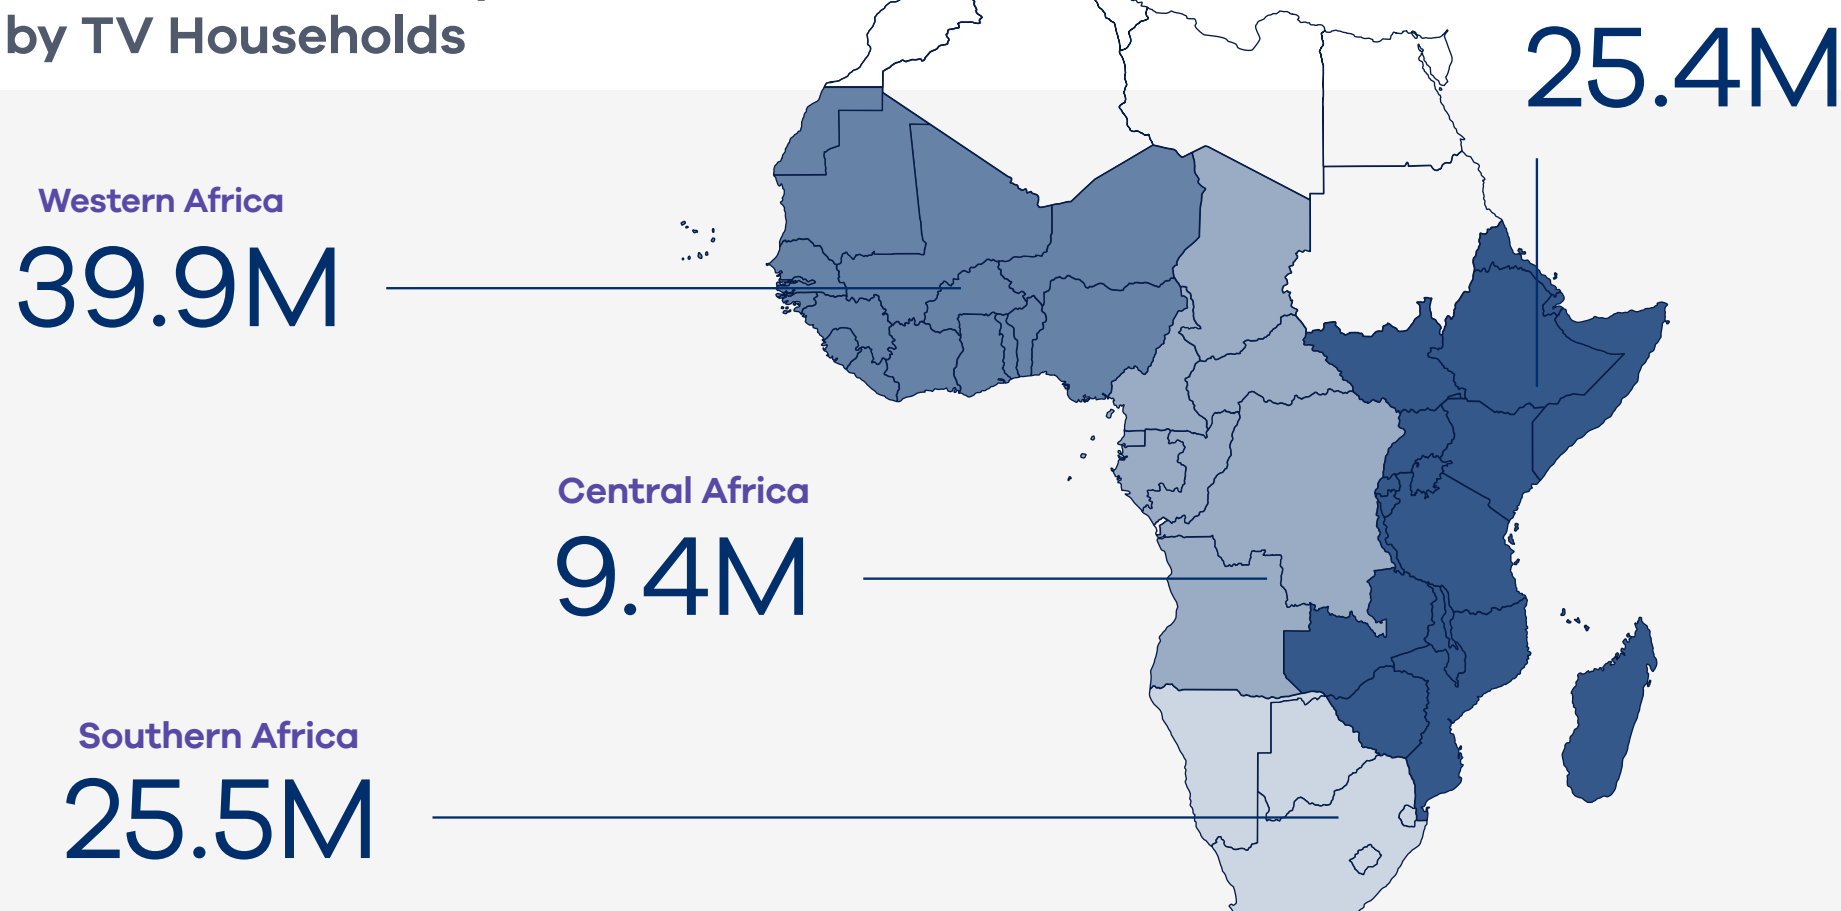 by TV Households
25.4M
Western Africa
39.9M
Central Africa
9.4M
Southern Africa
25.5M